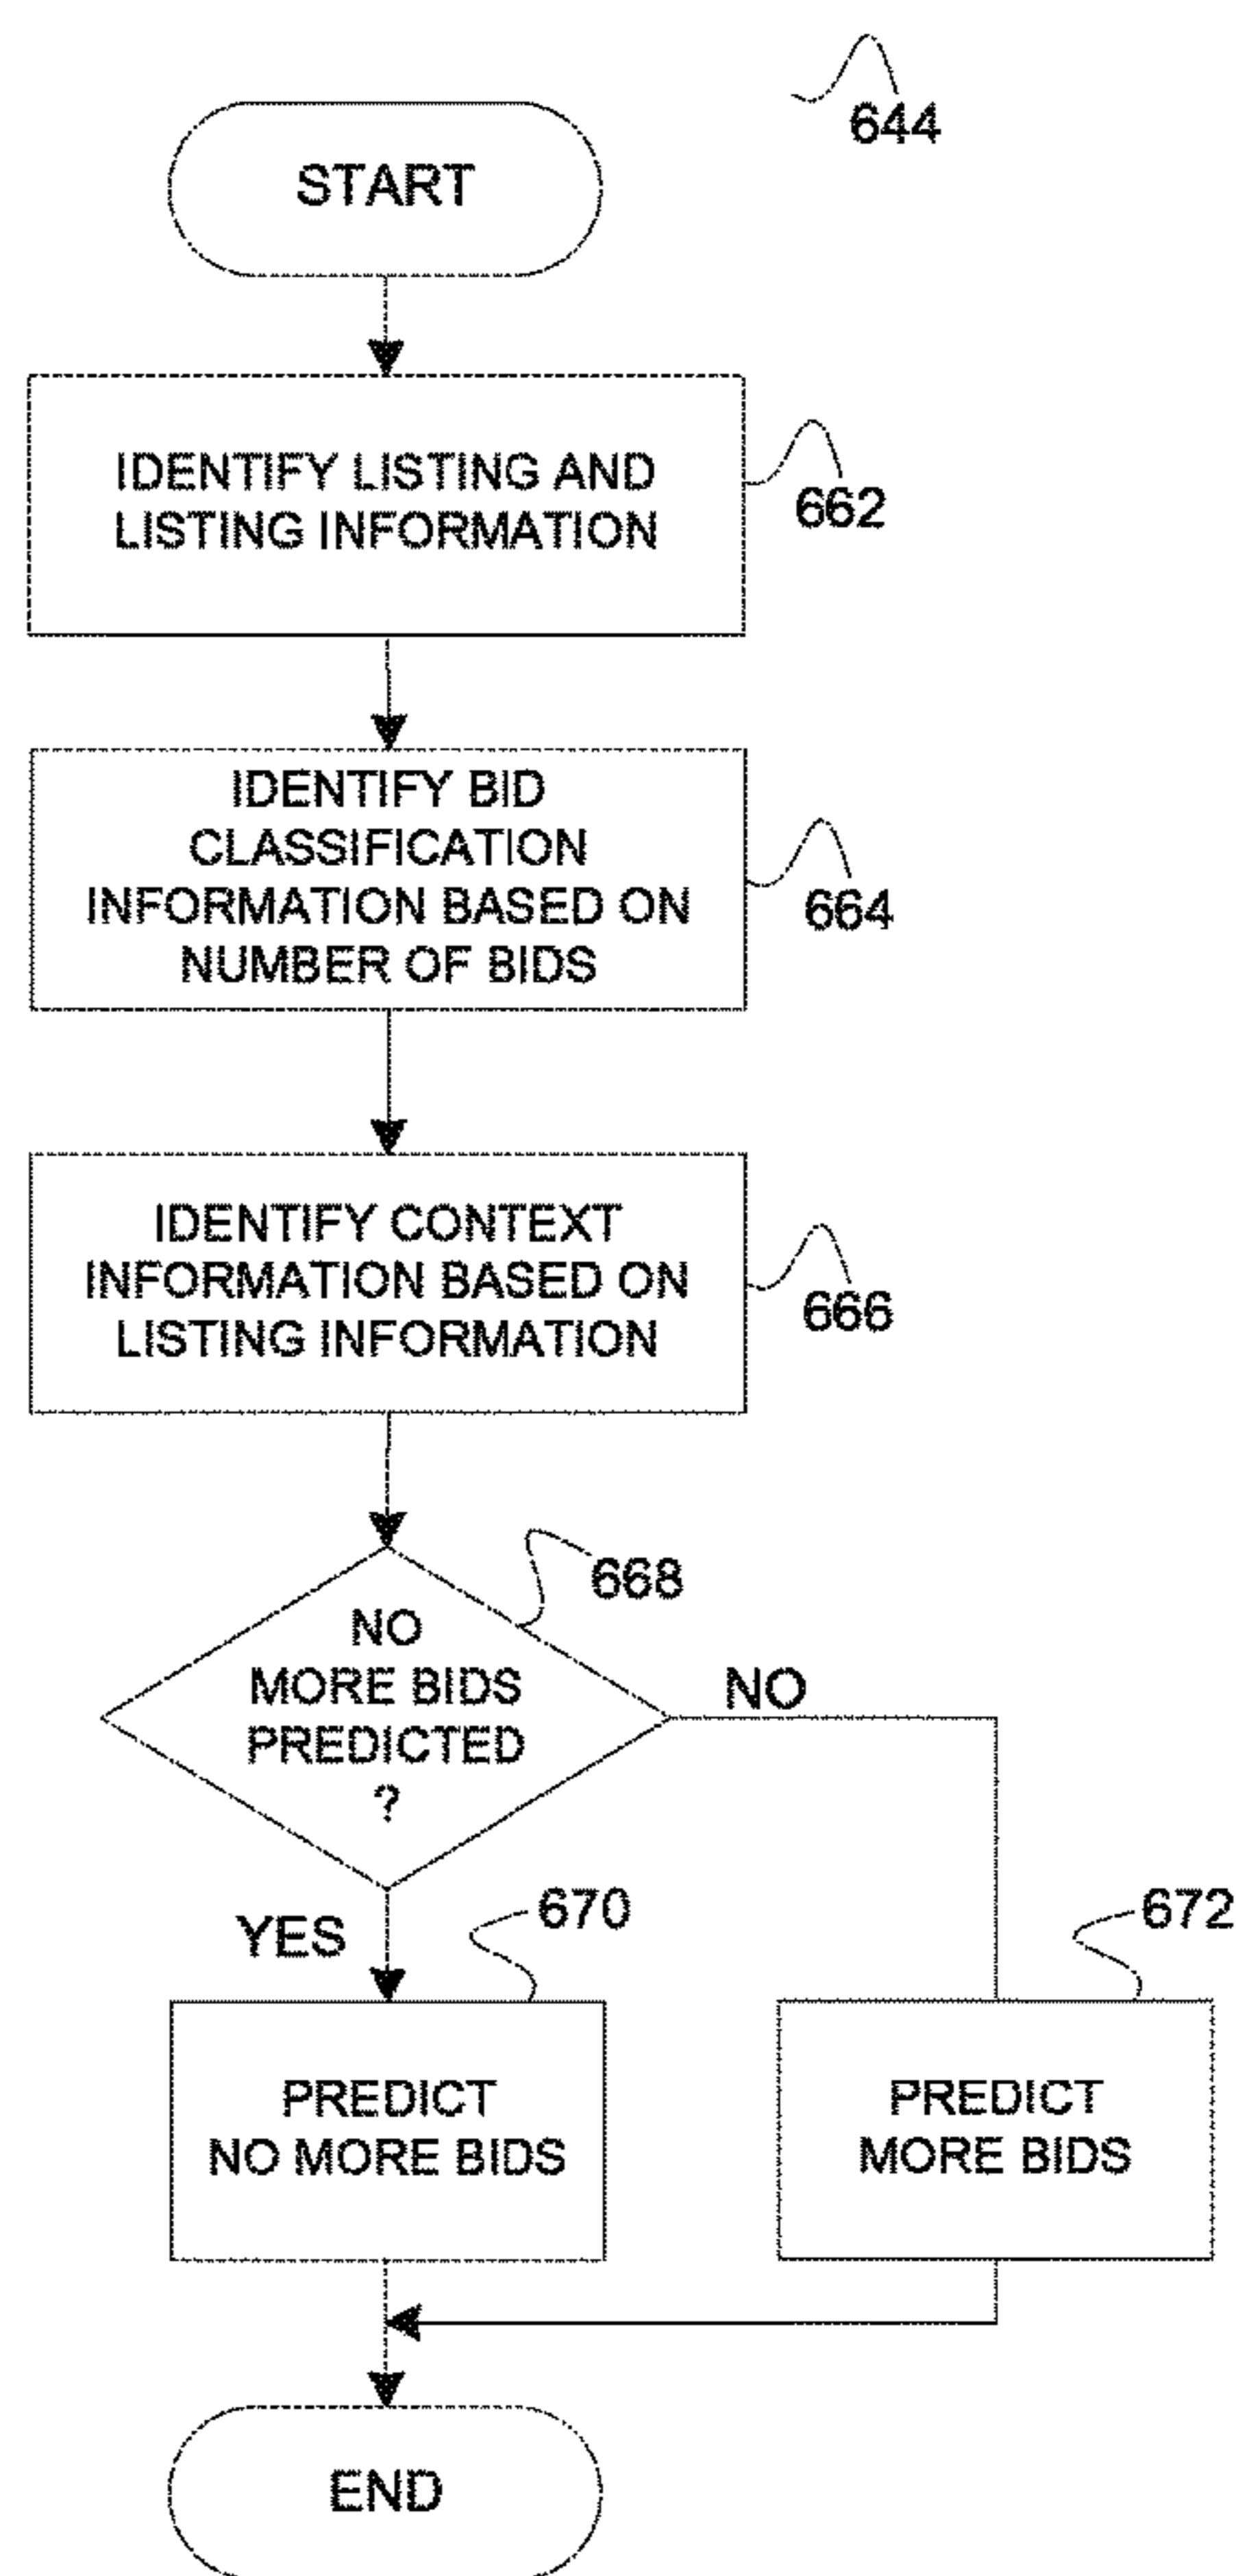 644
START
IDENTIFY LISTING AND
LISTING INFORMATION
662
IDENTIFY BID
CLASSIFICATION
INFORMATION BASED ON
NUMBER OF BIDS
664
IDENTIFY CONTEXT
INFORMATION BASED ON
LISTING INFORMATION
666
668
NO
MORE BIDS
PREDICTED
?
NO
YES
670
672
PREDICT
NO MORE BIDS
PREDICT
MORE BIDS
END